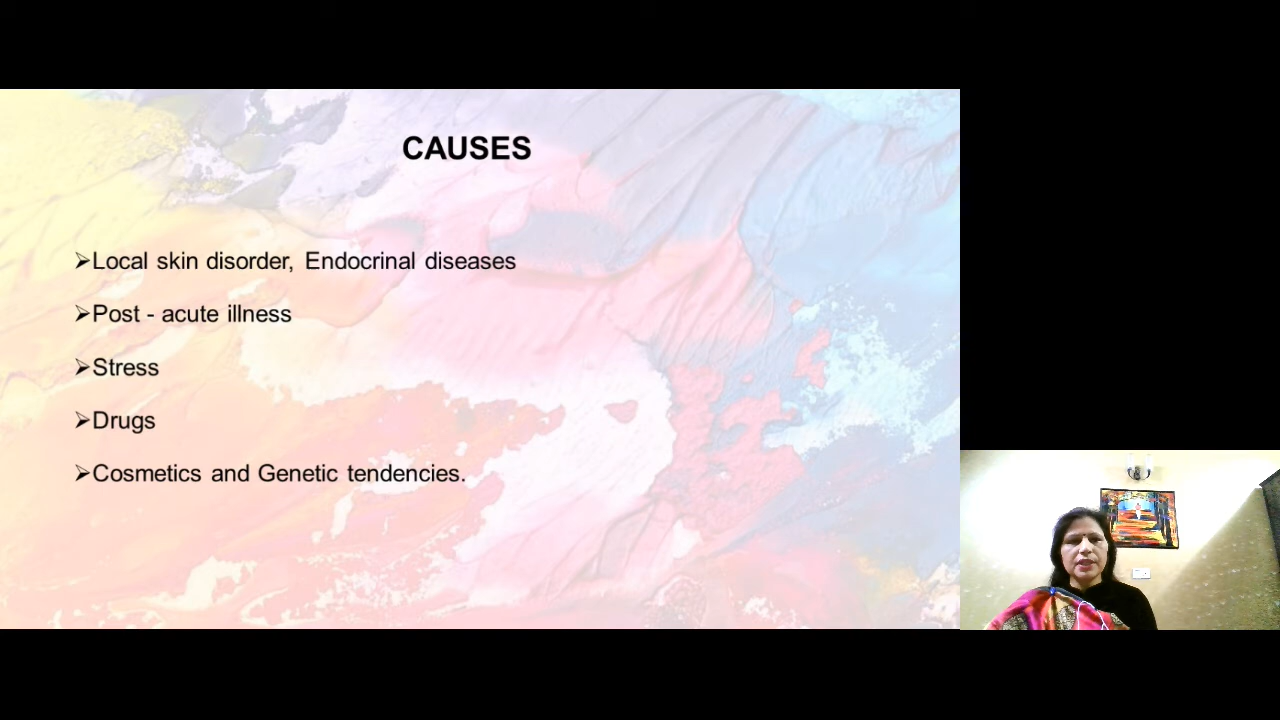 CAUSES
➢Local skin disorder, Endocrinal diseases
➢Post - acute illness
➢Stress
➢Drugs
➢Cosmetics and Genetic tendencies.